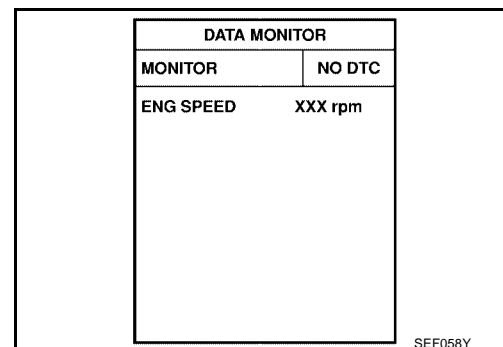 DATA MONITOR
MONITOR NO DTC
ENG SPEED XXX rpm
SEF058Y